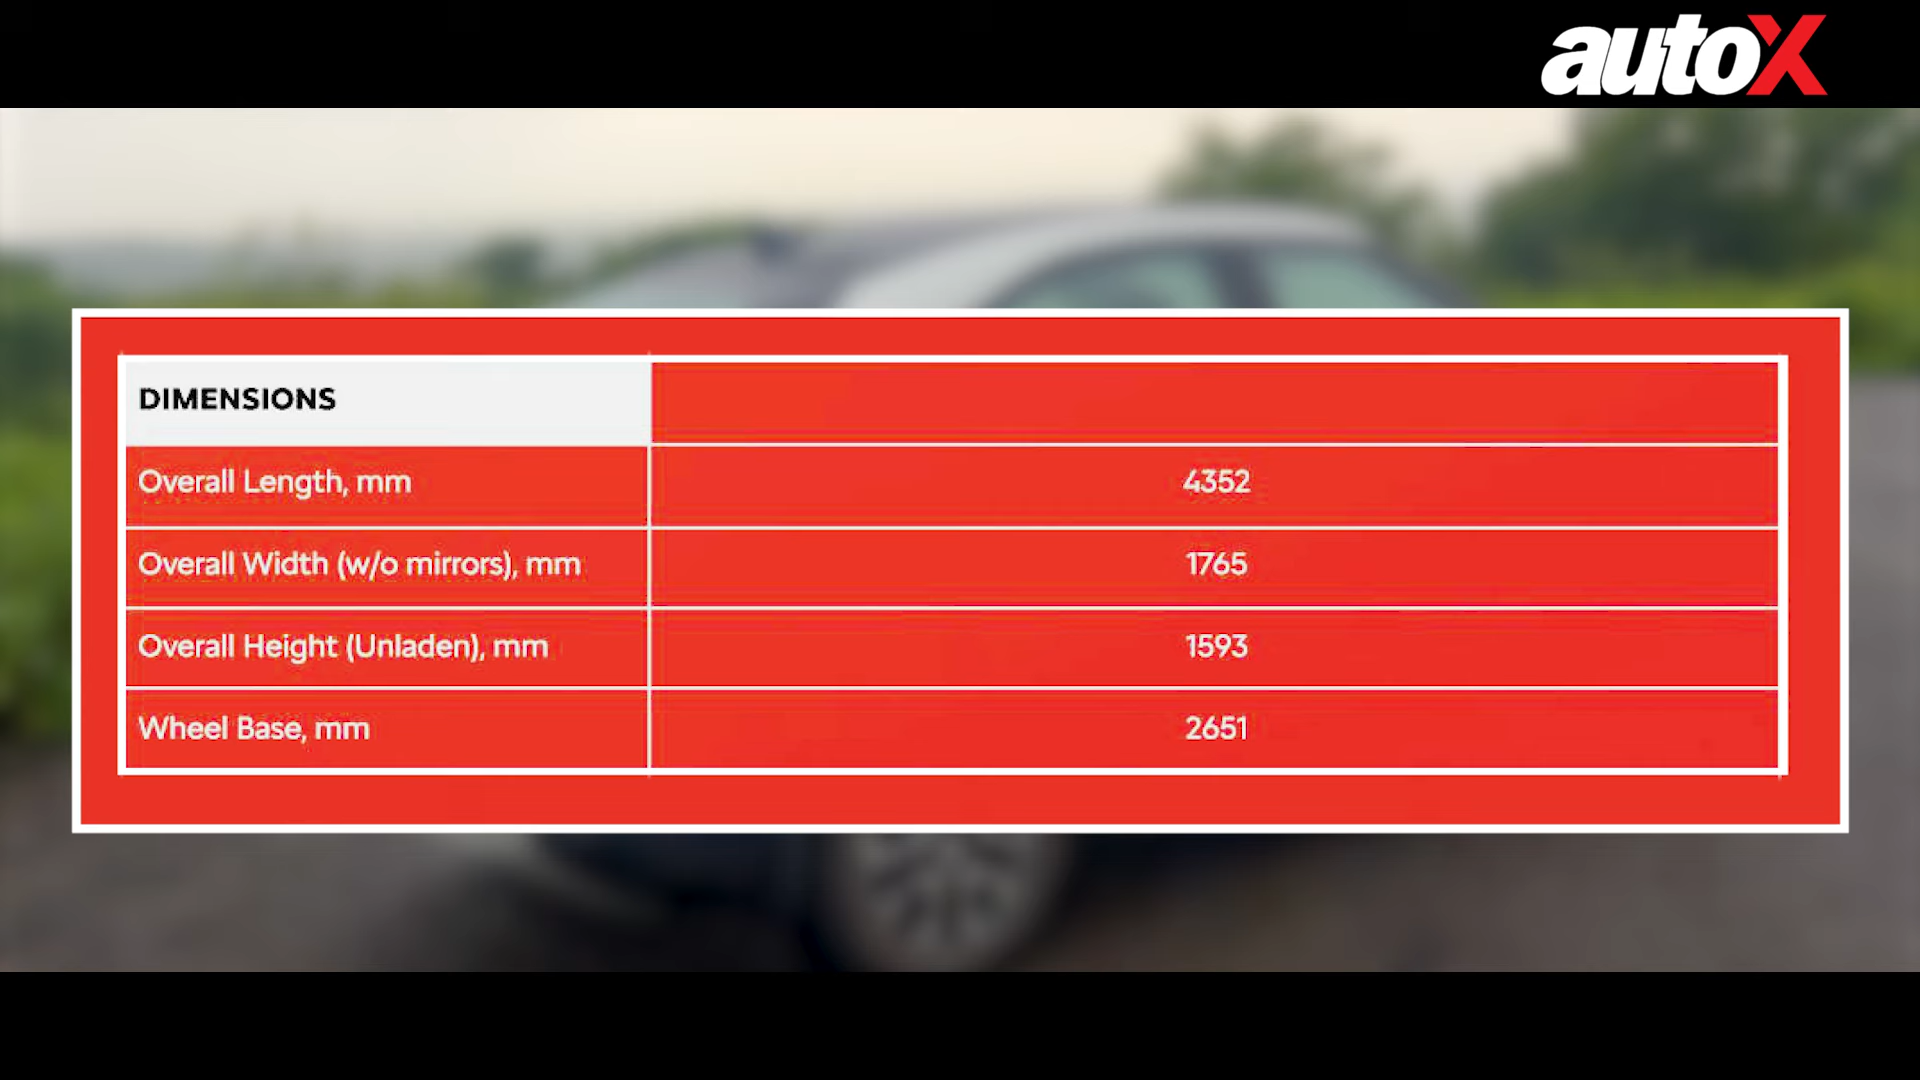 autoX
DIMENSIONS
Overall Length, mm 4352
Overall Width (w/o mirrors), mm 1765
Overall Height (Unladen), mm 1593
Wheel Base, mm 2651